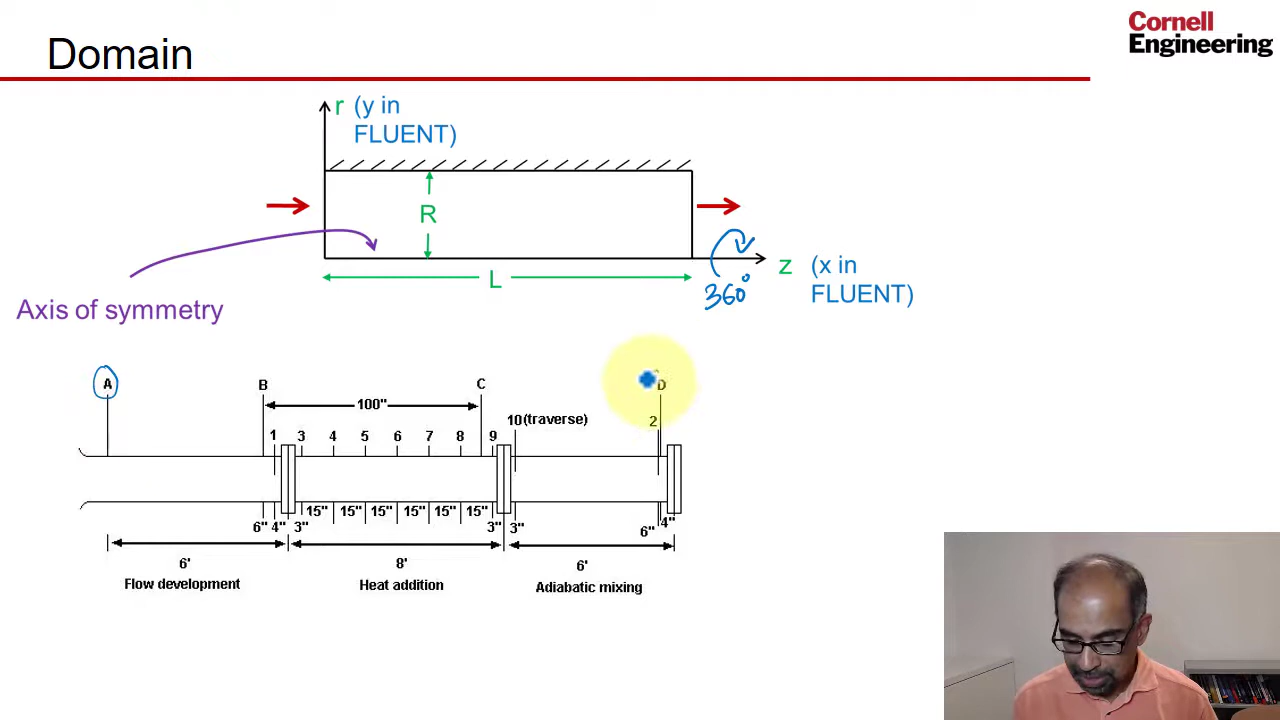 Cornell
Engineering
Domain
r (y in
FLUENT)
R
L
z (x in
FLUENT)
360°
Axis of symmetry
A
B
C
D
100"
10(traverse)
2
1
3
4
5
6
7
8
9
6" 4" 3" 15" 15" 15" 15" 15" 15" 3" 3" 6" 4"
6'
8'
6'
Flow development
Heat addition
Adiabatic mixing